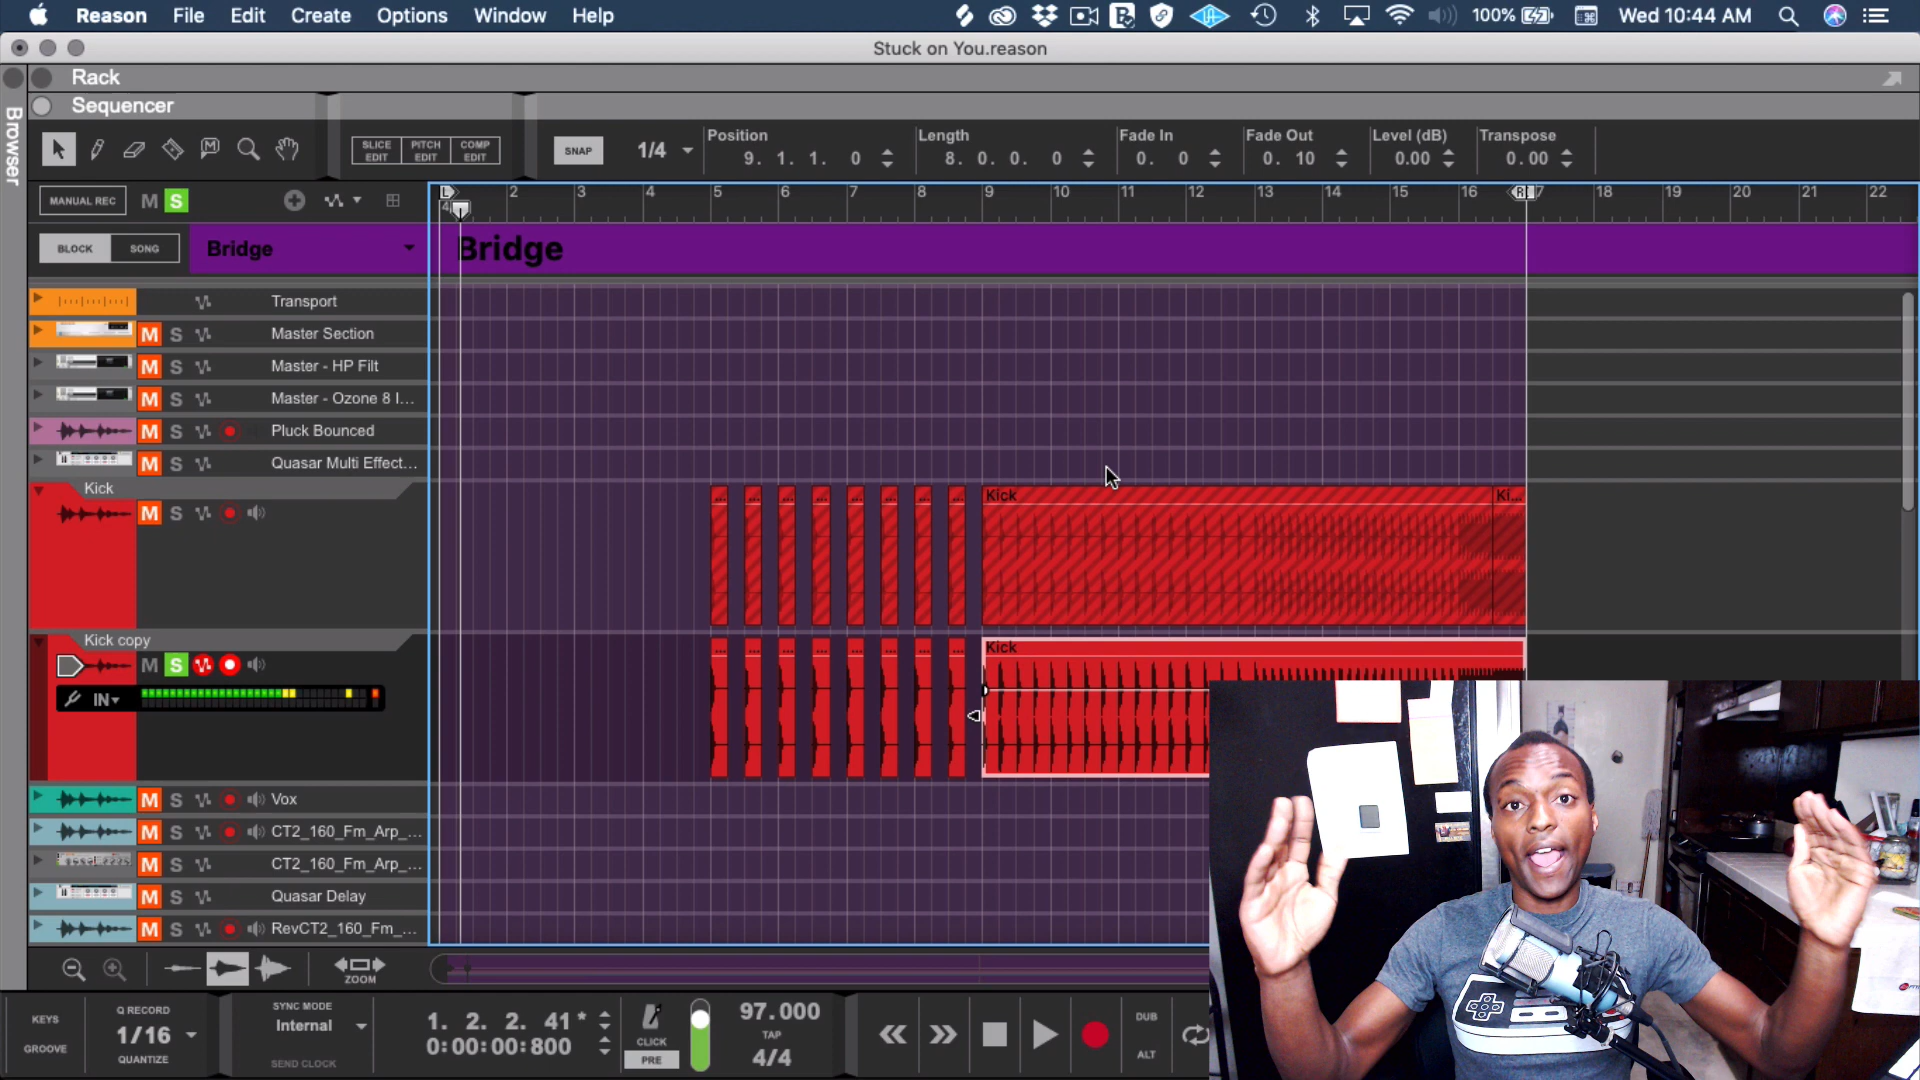 Reason File Edit Create Options Window Help 100% Wed 10:44 AM
Stuck on You.reason
Rack
Sequencer
Browser
SLICE EDIT PITCH EDIT COMP EDIT
SNAP 1/4
Position 9. 1. 1. 0
Length 8. 0. 0. 0
Fade In 0. 0
Fade Out 0. 10
Level (dB) 0.00
Transpose 0.00
MANUAL REC M S
L 2 3 4 5 6 7 8 9 10 11 12 13 14 15 16 R 17 18 19 20 21 22
BLOCK SONG Bridge
Bridge
Transport
M S Master Section
M S Master - HP Filt
M S Master - Ozone 8 I...
M S Pluck Bounced
M S Quasar Multi Effect...
Kick
M S
... ... ... ... ... ... ... ... Kick Ki...
Kick copy
M S
IN
... ... ... ... ... ... ... ... Kick
M S Vox
M S CT2_160_Fm_Arp_...
M S CT2_160_Fm_Arp_...
M S Quasar Delay
M S RevCT2_160_Fm_...
ZOOM
KEYS
GROOVE
Q RECORD
1/16
QUANTIZE
SYNC MODE
Internal
SEND CLOCK
1. 2. 2. 41 *
0:00:00:800
CLICK
PRE
97.000
TAP
4/4
DUB
ALT